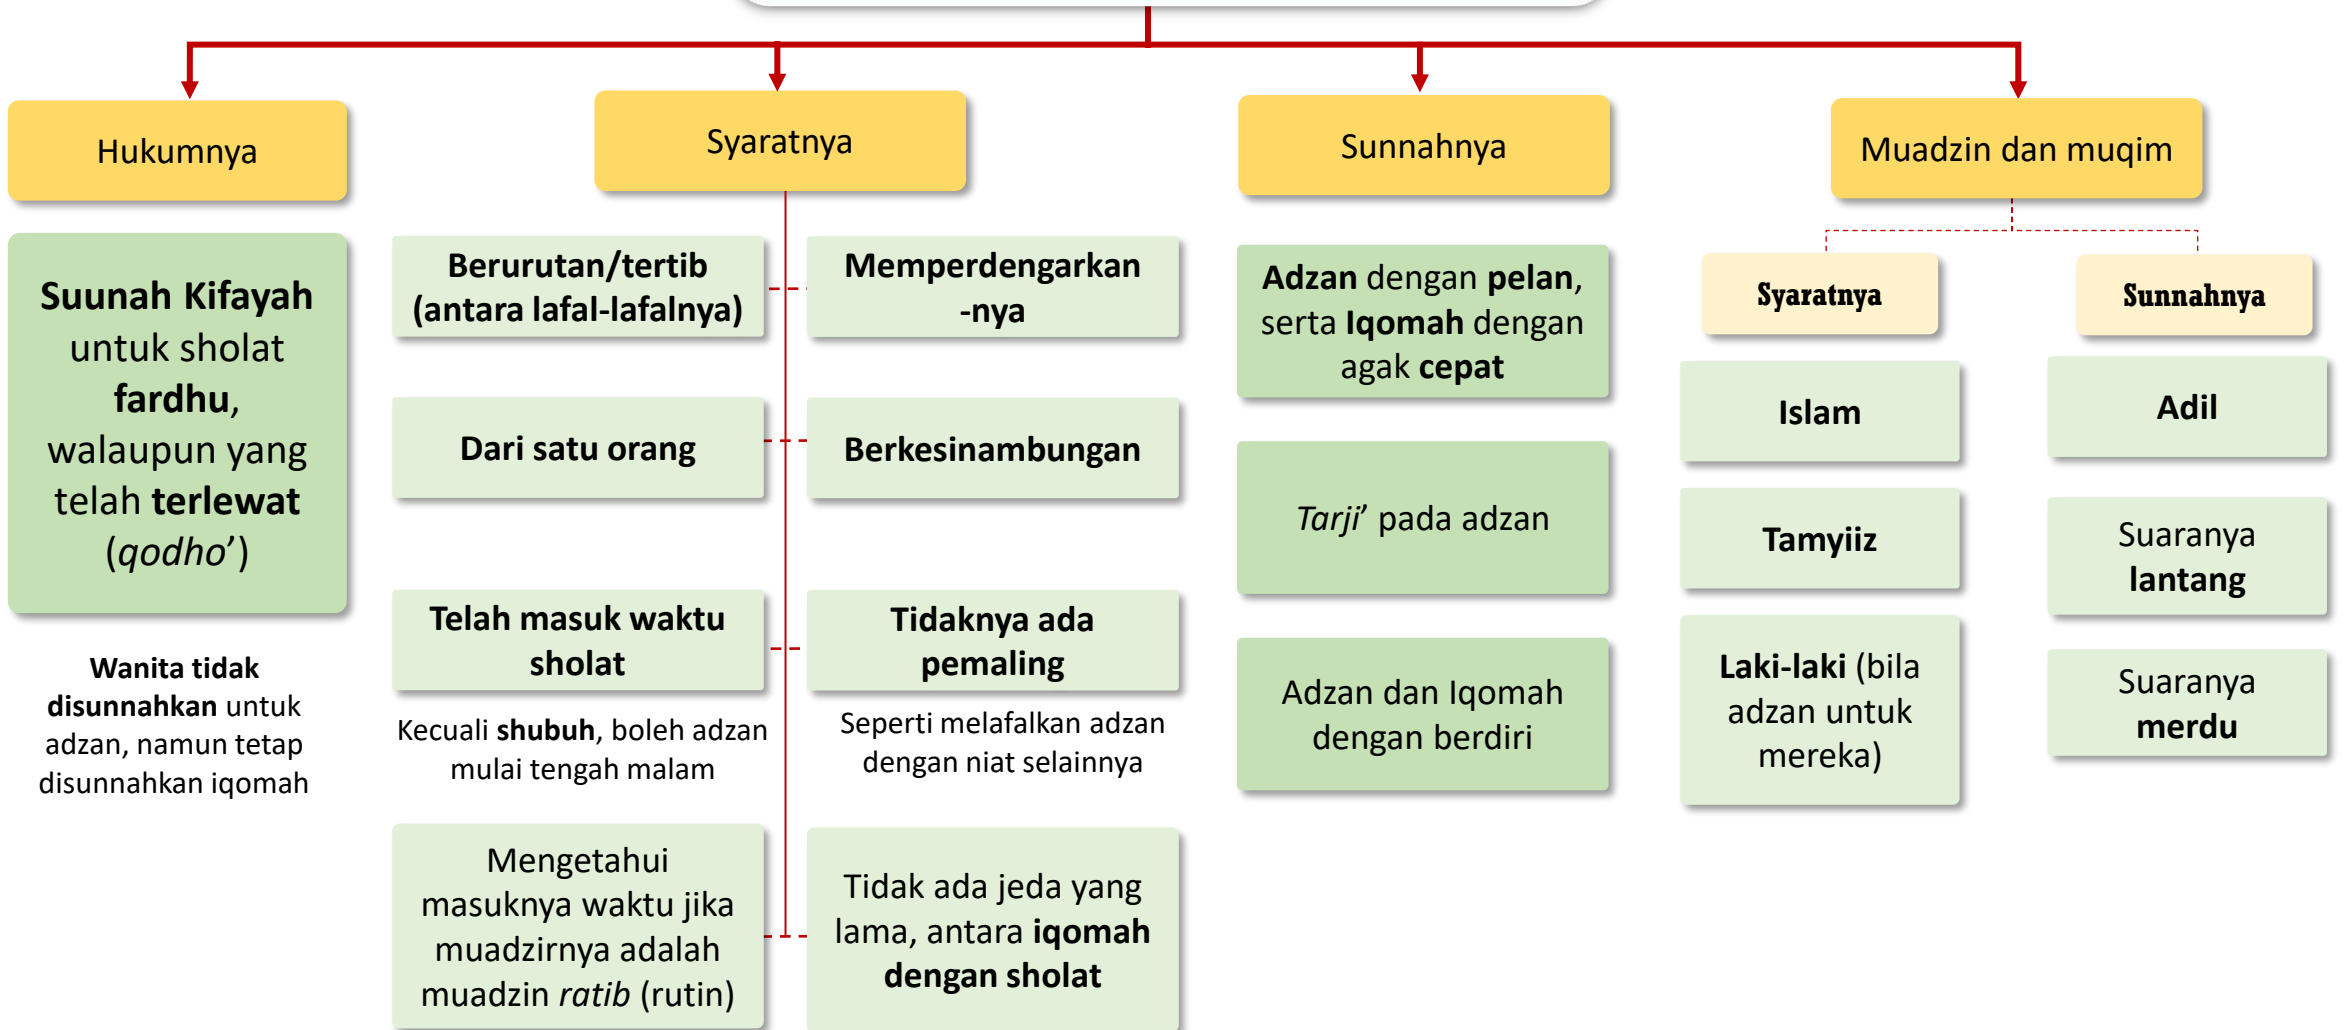 Hukumnya
Suunah Kifayah
untuk sholat
fardhu,
walaupun yang
telah terlewat
(qodho’)
Wanita tidak
disunnahkan untuk
adzan, namun tetap
disunnahkan iqomah
Syaratnya
Berurutan/tertib
(antara lafal-lafalnya)
Memperdengarkan
-nya
Dari satu orang
Berkesinambungan
Telah masuk waktu
sholat
Kecuali shubuh, boleh adzan
mulai tengah malam
Tidaknya ada
pemaling
Seperti melafalkan adzan
dengan niat selainnya
Mengetahui
masuknya waktu jika
muadzirnya adalah
muadzin ratib (rutin)
Tidak ada jeda yang
lama, antara iqomah
dengan sholat
Sunnahnya
Adzan dengan pelan,
serta Iqomah dengan
agak cepat
Tarji’ pada adzan
Adzan dan Iqomah
dengan berdiri
Muadzin dan muqim
Syaratnya
Islam
Tamyiiz
Laki-laki (bila
adzan untuk
mereka)
Sunnahnya
Adil
Suaranya
lantang
Suaranya
merdu